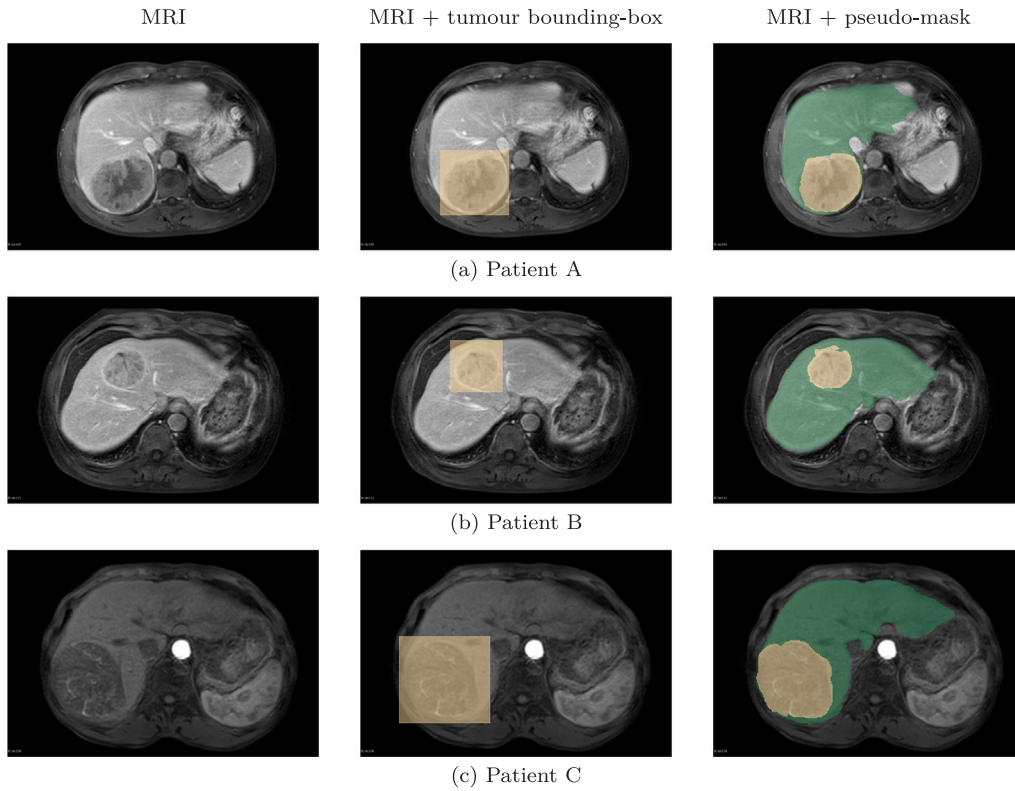 MRI
MRI + tumour bounding-box
MRI + pseudo-mask
(a) Patient A
(b) Patient B
(c) Patient C